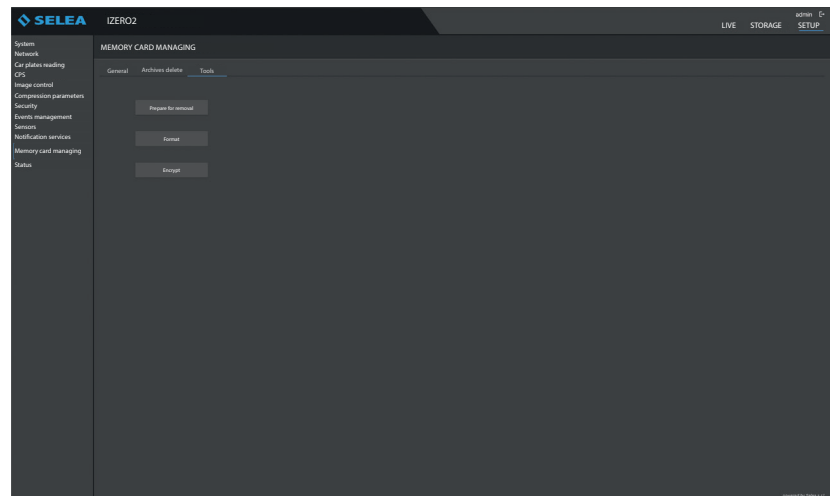 SELEA
IZERO2
admin
LIVE STORAGE SETUP
System
Network
Car plates reading
CPS
Image control
Compression parameters
Security
Events management
Sensors
Notification services
Memory card managing
Status
MEMORY CARD MANAGING
General Archives delete Tools
Prepare for removal
Format
Encrypt